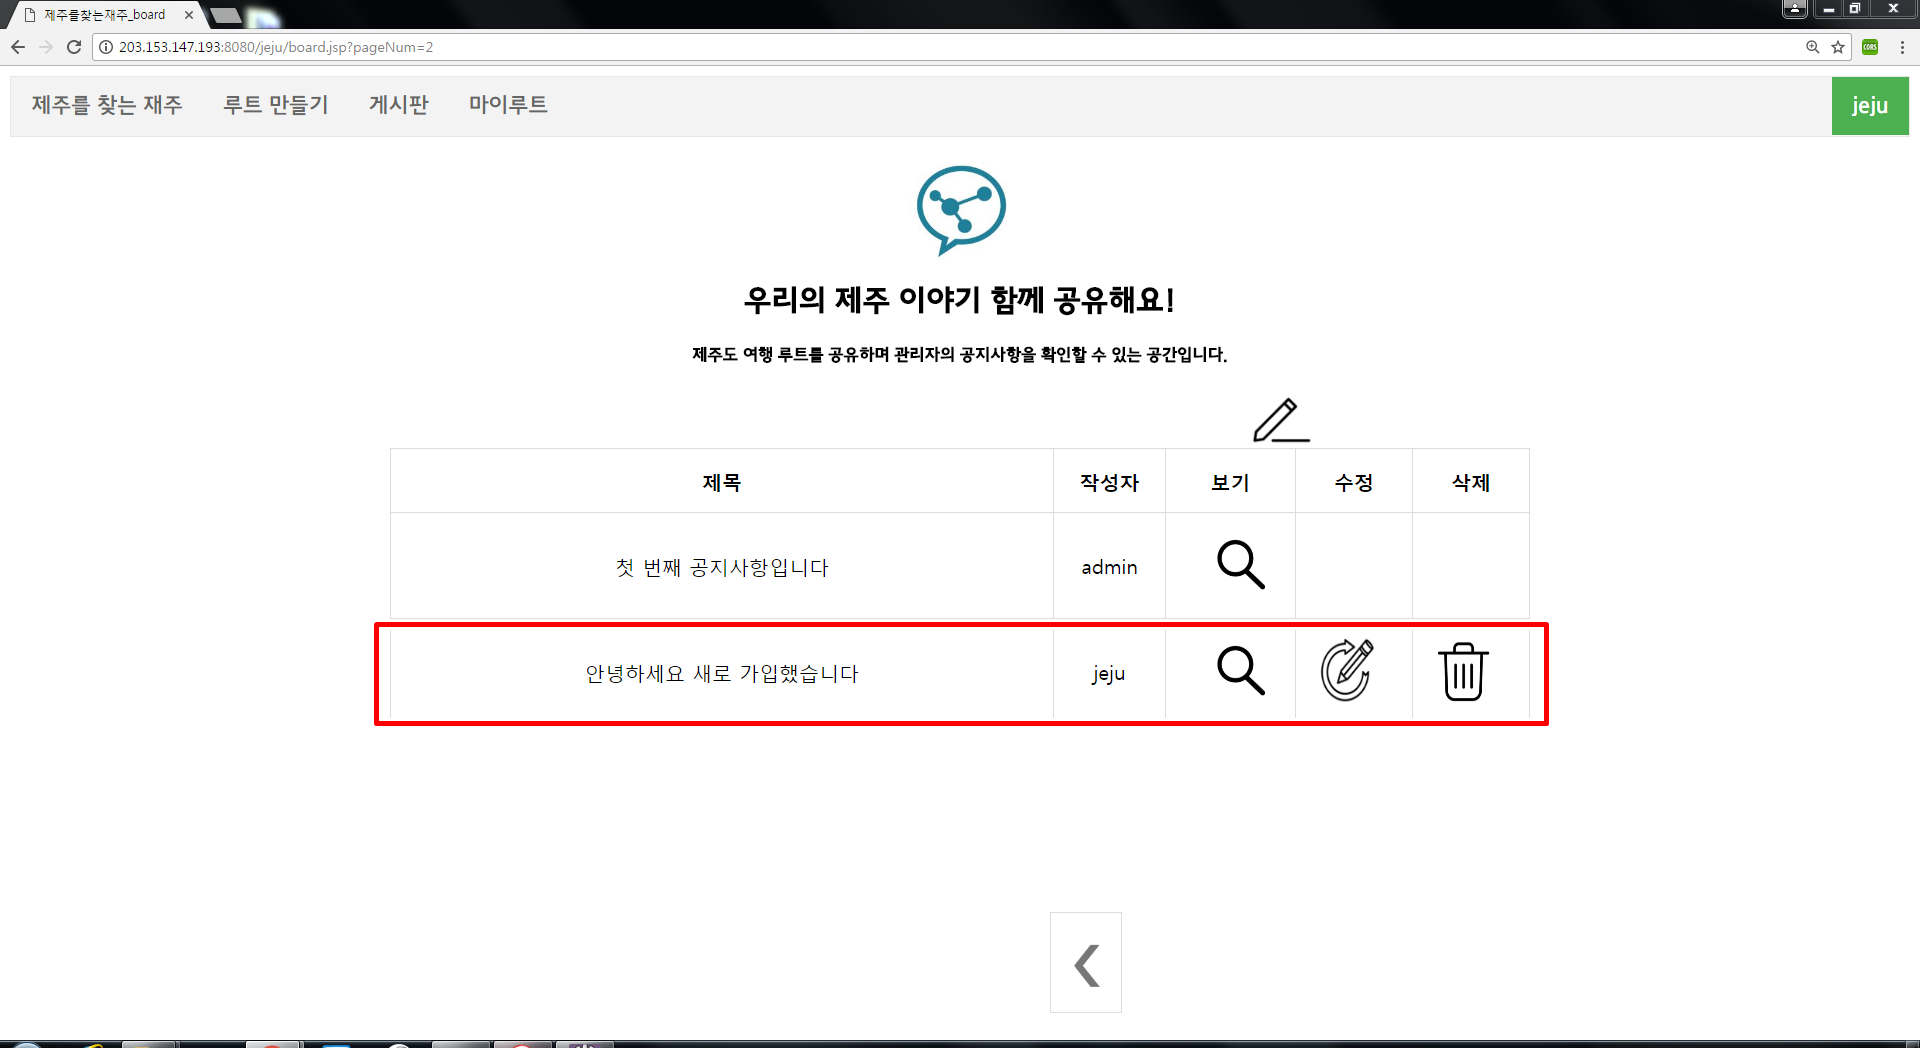 제주를찾는재주_board
203.153.147.193:8080/jeju/board.jsp?pageNum=2
CORS
제주를 찾는 재주 루트 만들기 게시판 마이루트 jeju
우리의 제주 이야기 함께 공유해요!
제주도 여행 루트를 공유하며 관리자의 공지사항을 확인할 수 있는 공간입니다.
제목 작성자 보기 수정 삭제
첫 번째 공지사항입니다 admin
안녕하세요 새로 가입했습니다 jeju